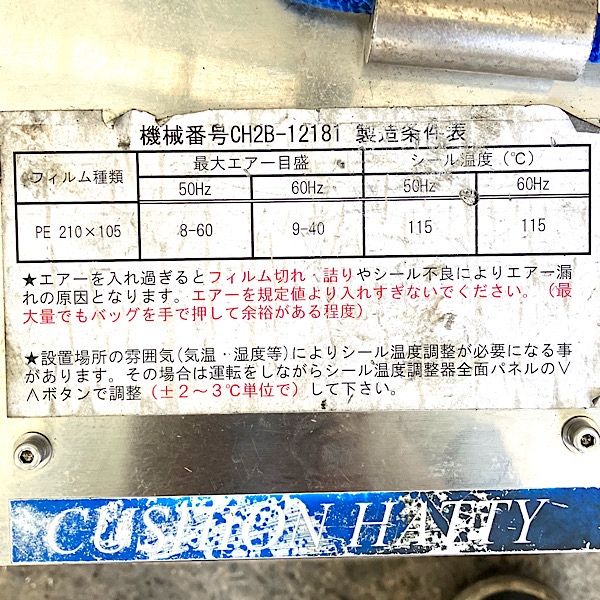 機械番号CH2B-12181 製造条件表
フィルム種類 最大エアー目盛 シール温度(℃)
50Hz 60Hz 50Hz 60Hz
PE 210×105 8-60 9-40 115 115
★エアーを入れ過ぎるとフィルム切れ・詰りやシール不良によりエアー漏
れの原因となります。エアーを規定値より入れすぎないでください。(最
大量でもバッグを手で押して余裕がある程度)
★設置場所の雰囲気(気温・湿度等)によりシール温度調整が必要になる事
があります。その場合は運転をしながらシール温度調整器全面パネルの∨
∧ボタンで調整(±2~3℃単位で)して下さい。
CUSHION HATTY